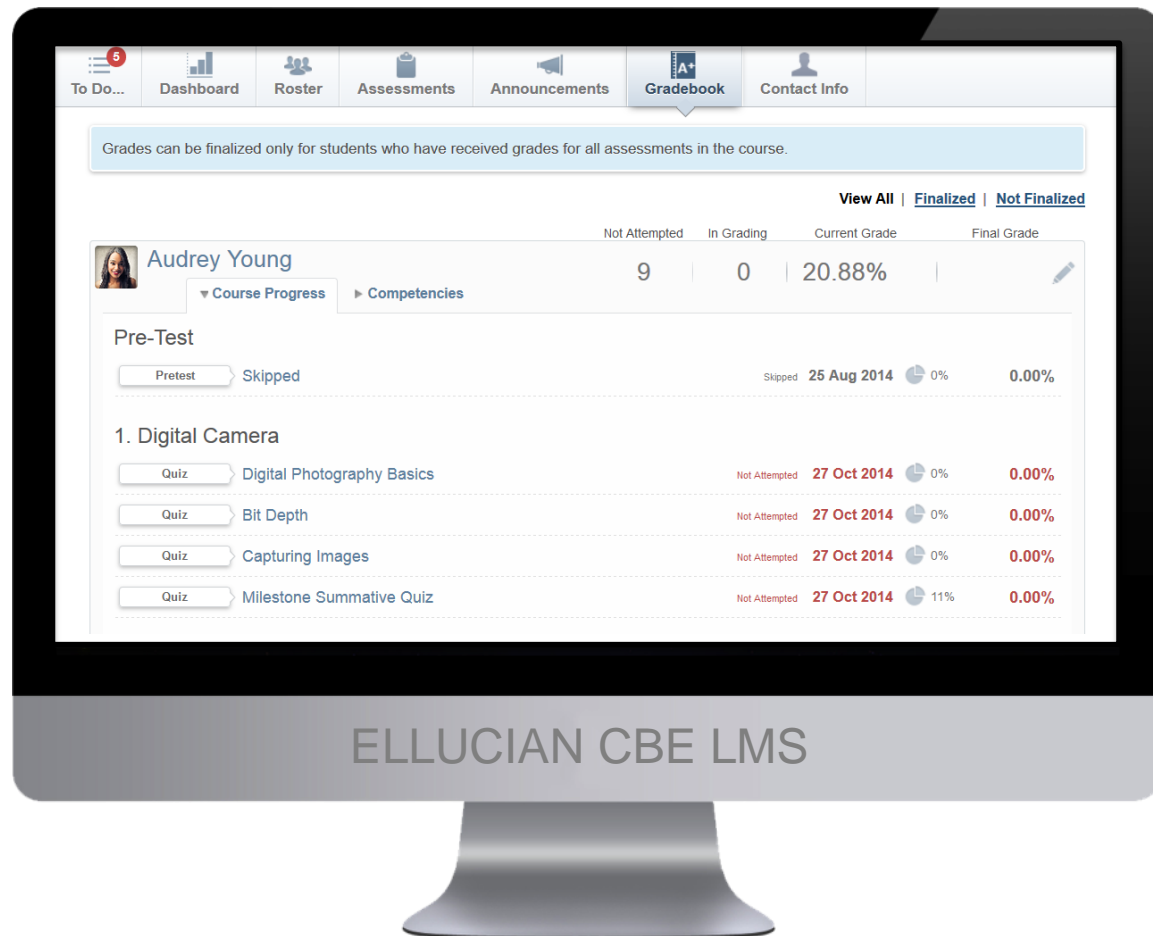 5
To Do...
Dashboard
Roster
Assessments
Announcements
A+
Gradebook
Contact Info
Grades can be finalized only for students who have received grades for all assessments in the course.
View All | Finalized | Not Finalized
Not Attempted In Grading Current Grade Final Grade
Audrey Young 9 0 20.88%
Course Progress Competencies
Pre-Test
Pretest Skipped Skipped 25 Aug 2014 0% 0.00%
1. Digital Camera
Quiz Digital Photography Basics Not Attempted 27 Oct 2014 0% 0.00%
Quiz Bit Depth Not Attempted 27 Oct 2014 0% 0.00%
Quiz Capturing Images Not Attempted 27 Oct 2014 0% 0.00%
Quiz Milestone Summative Quiz Not Attempted 27 Oct 2014 11% 0.00%
ELLUCIAN CBE LMS